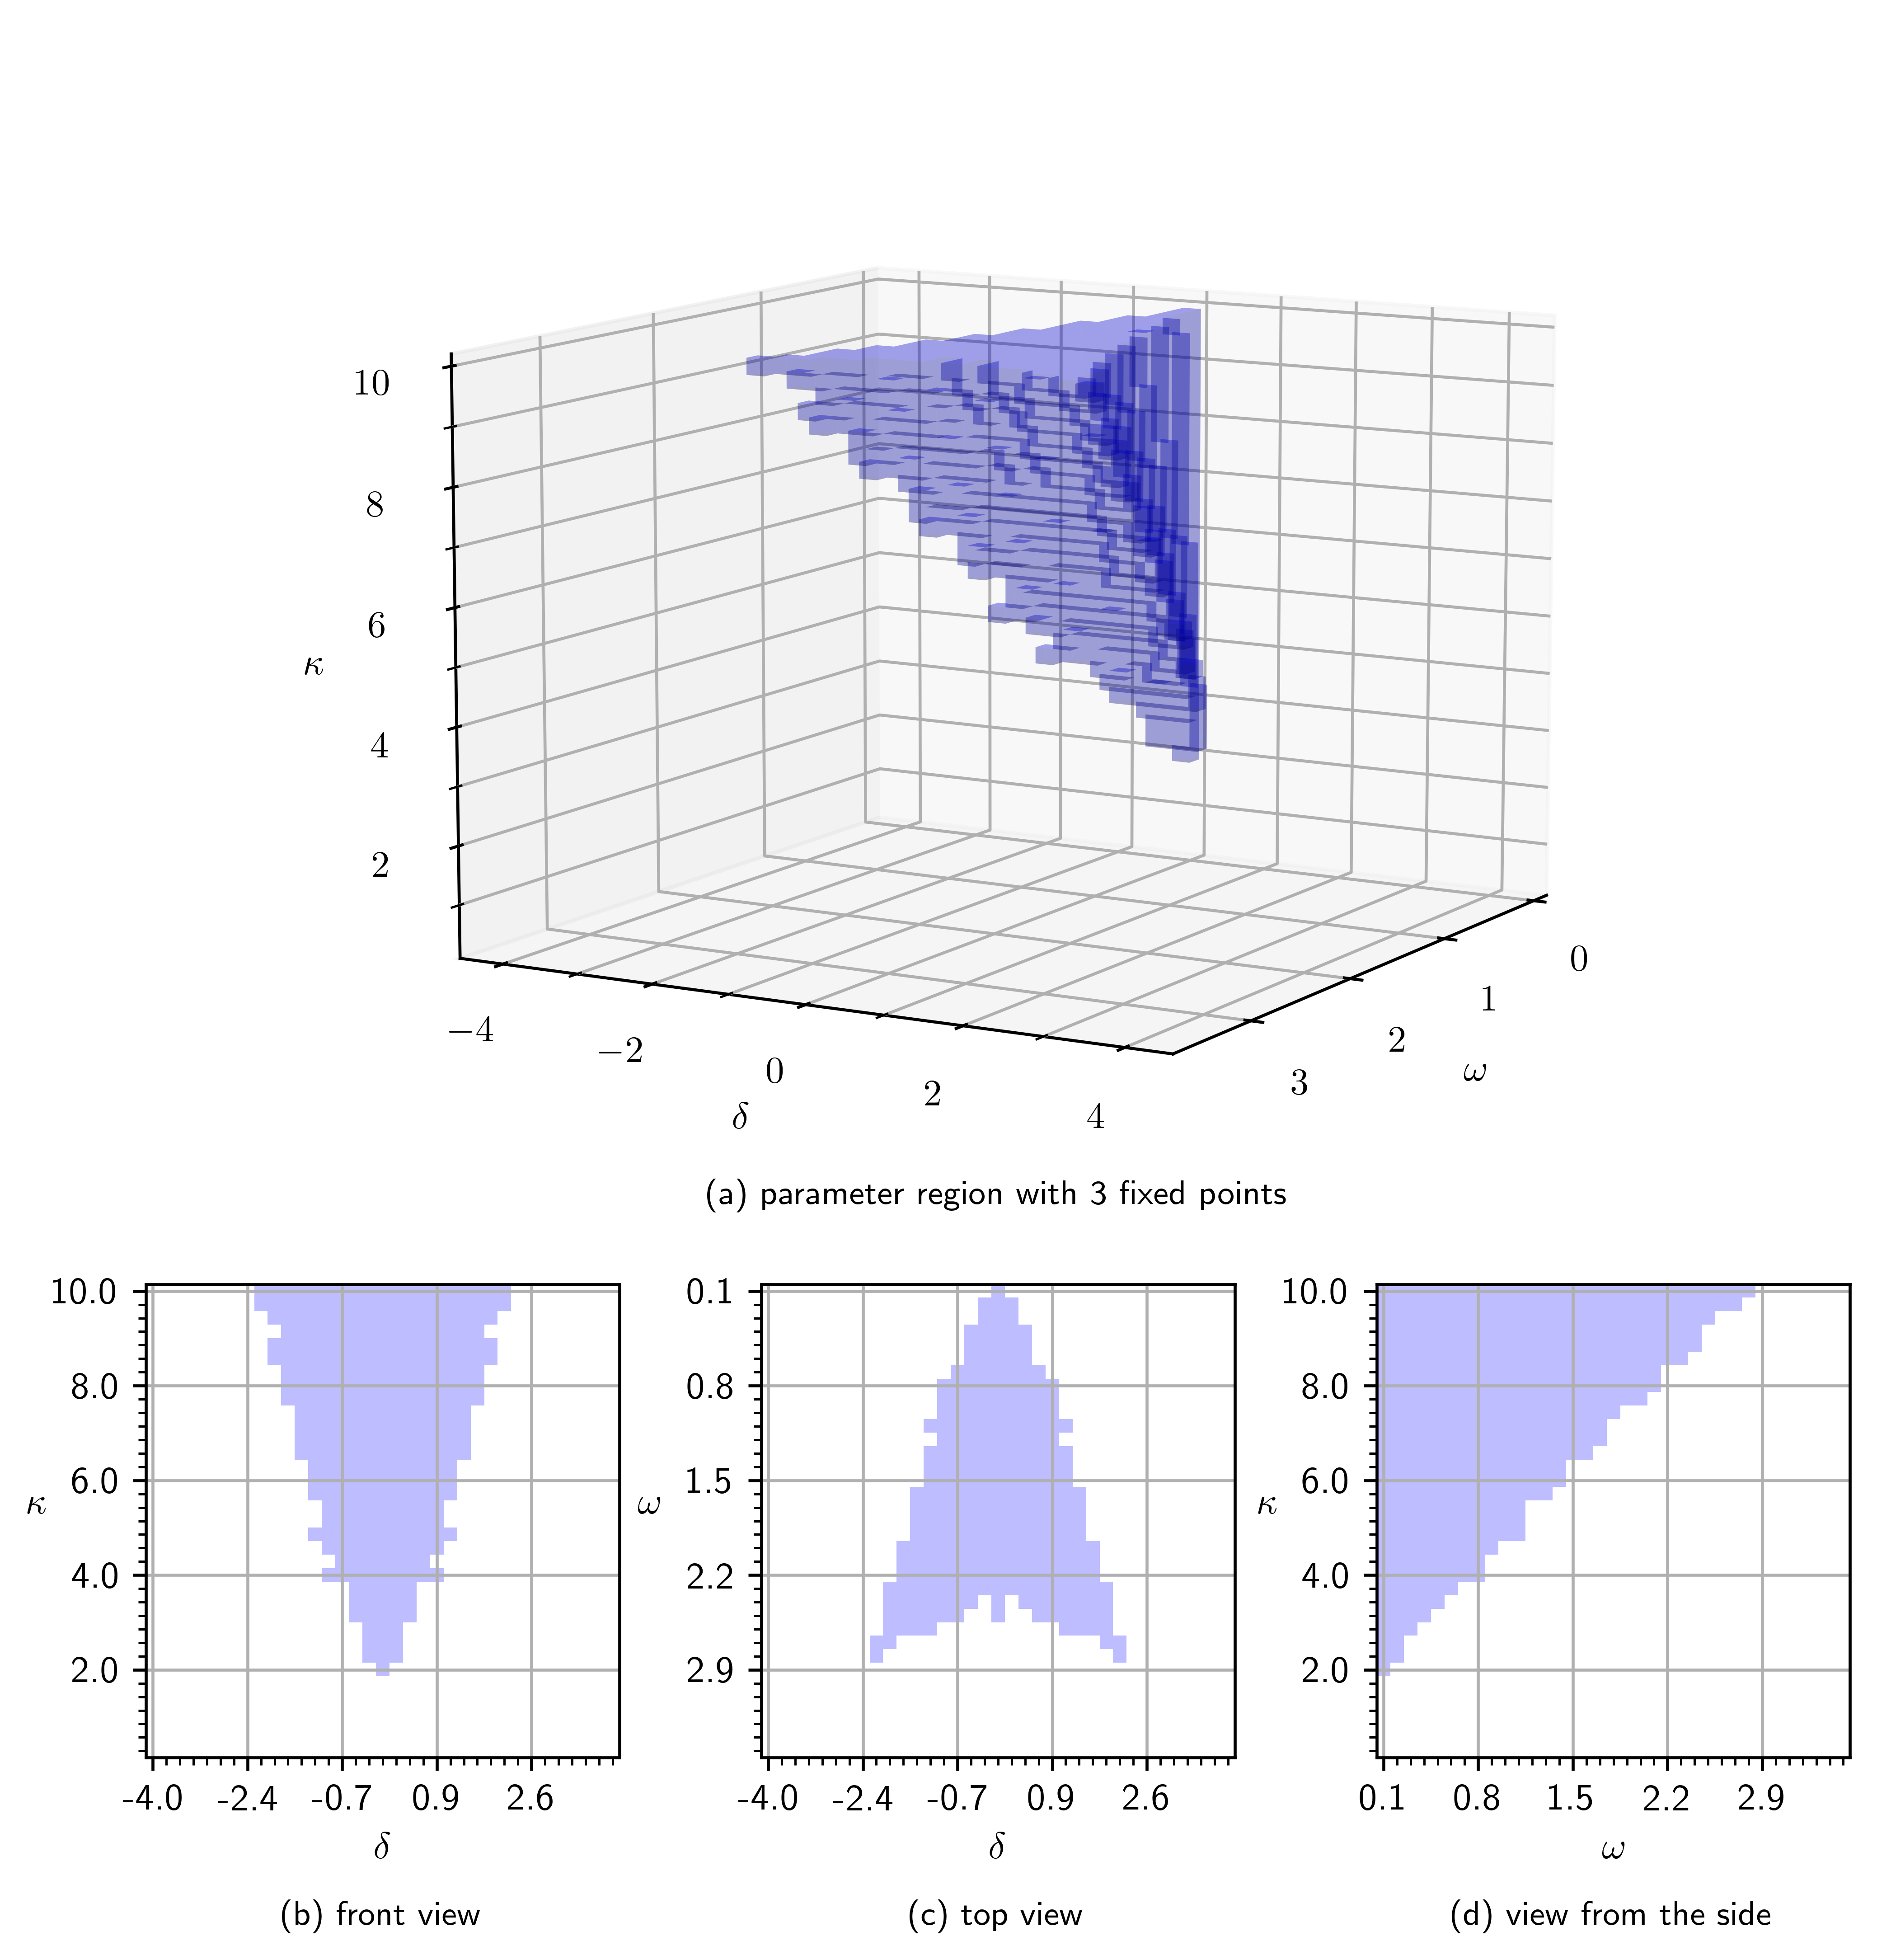 10
8
6
κ
4
2
−4
−2
0
2
4
δ
0
1
2
3
ω
(a) parameter region with 3 fixed points
10.0
8.0
6.0
κ
4.0
2.0
-4.0 -2.4 -0.7 0.9 2.6
δ
(b) front view
0.1
0.8
1.5
ω
2.2
2.9
-4.0 -2.4 -0.7 0.9 2.6
δ
(c) top view
10.0
8.0
6.0
κ
4.0
2.0
0.1 0.8 1.5 2.2 2.9
ω
(d) view from the side